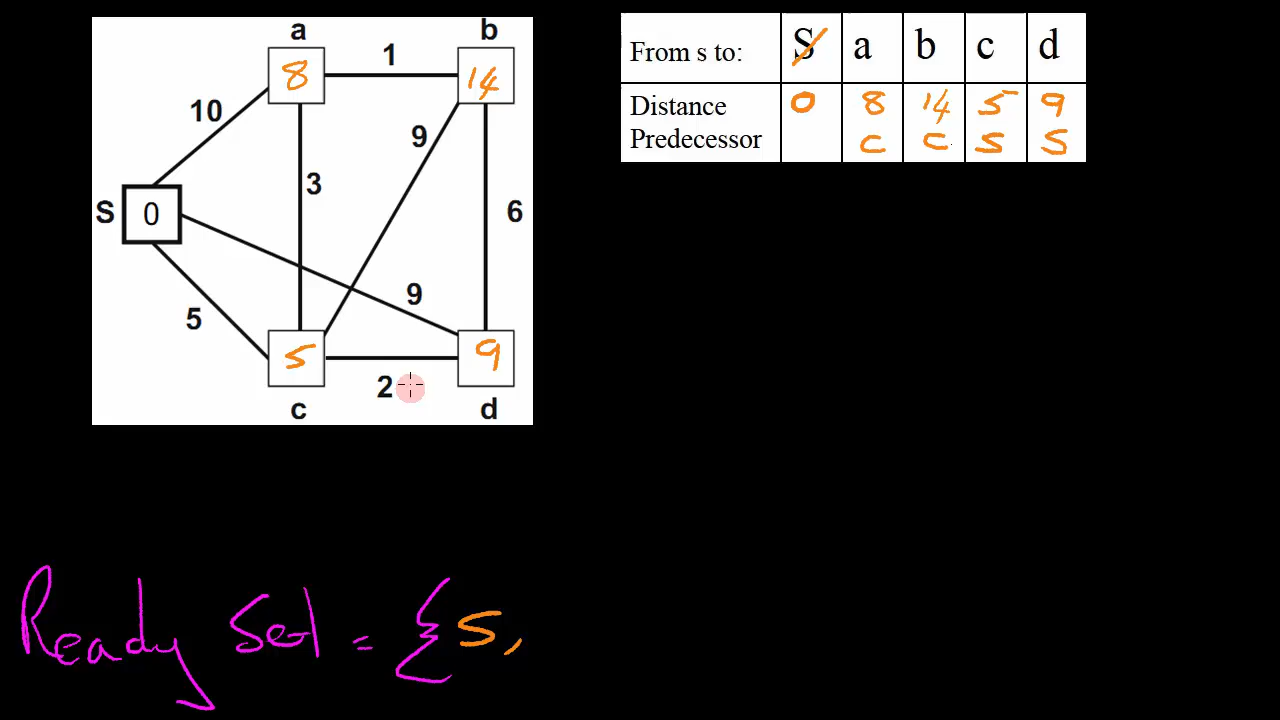 a b
8 1 14
10 9
3
S 0 6
9
5
5 9
2
c d
From s to: S a b c d
Distance 0 8 14 5 9
Predecessor c c s s
Ready Set = { s,